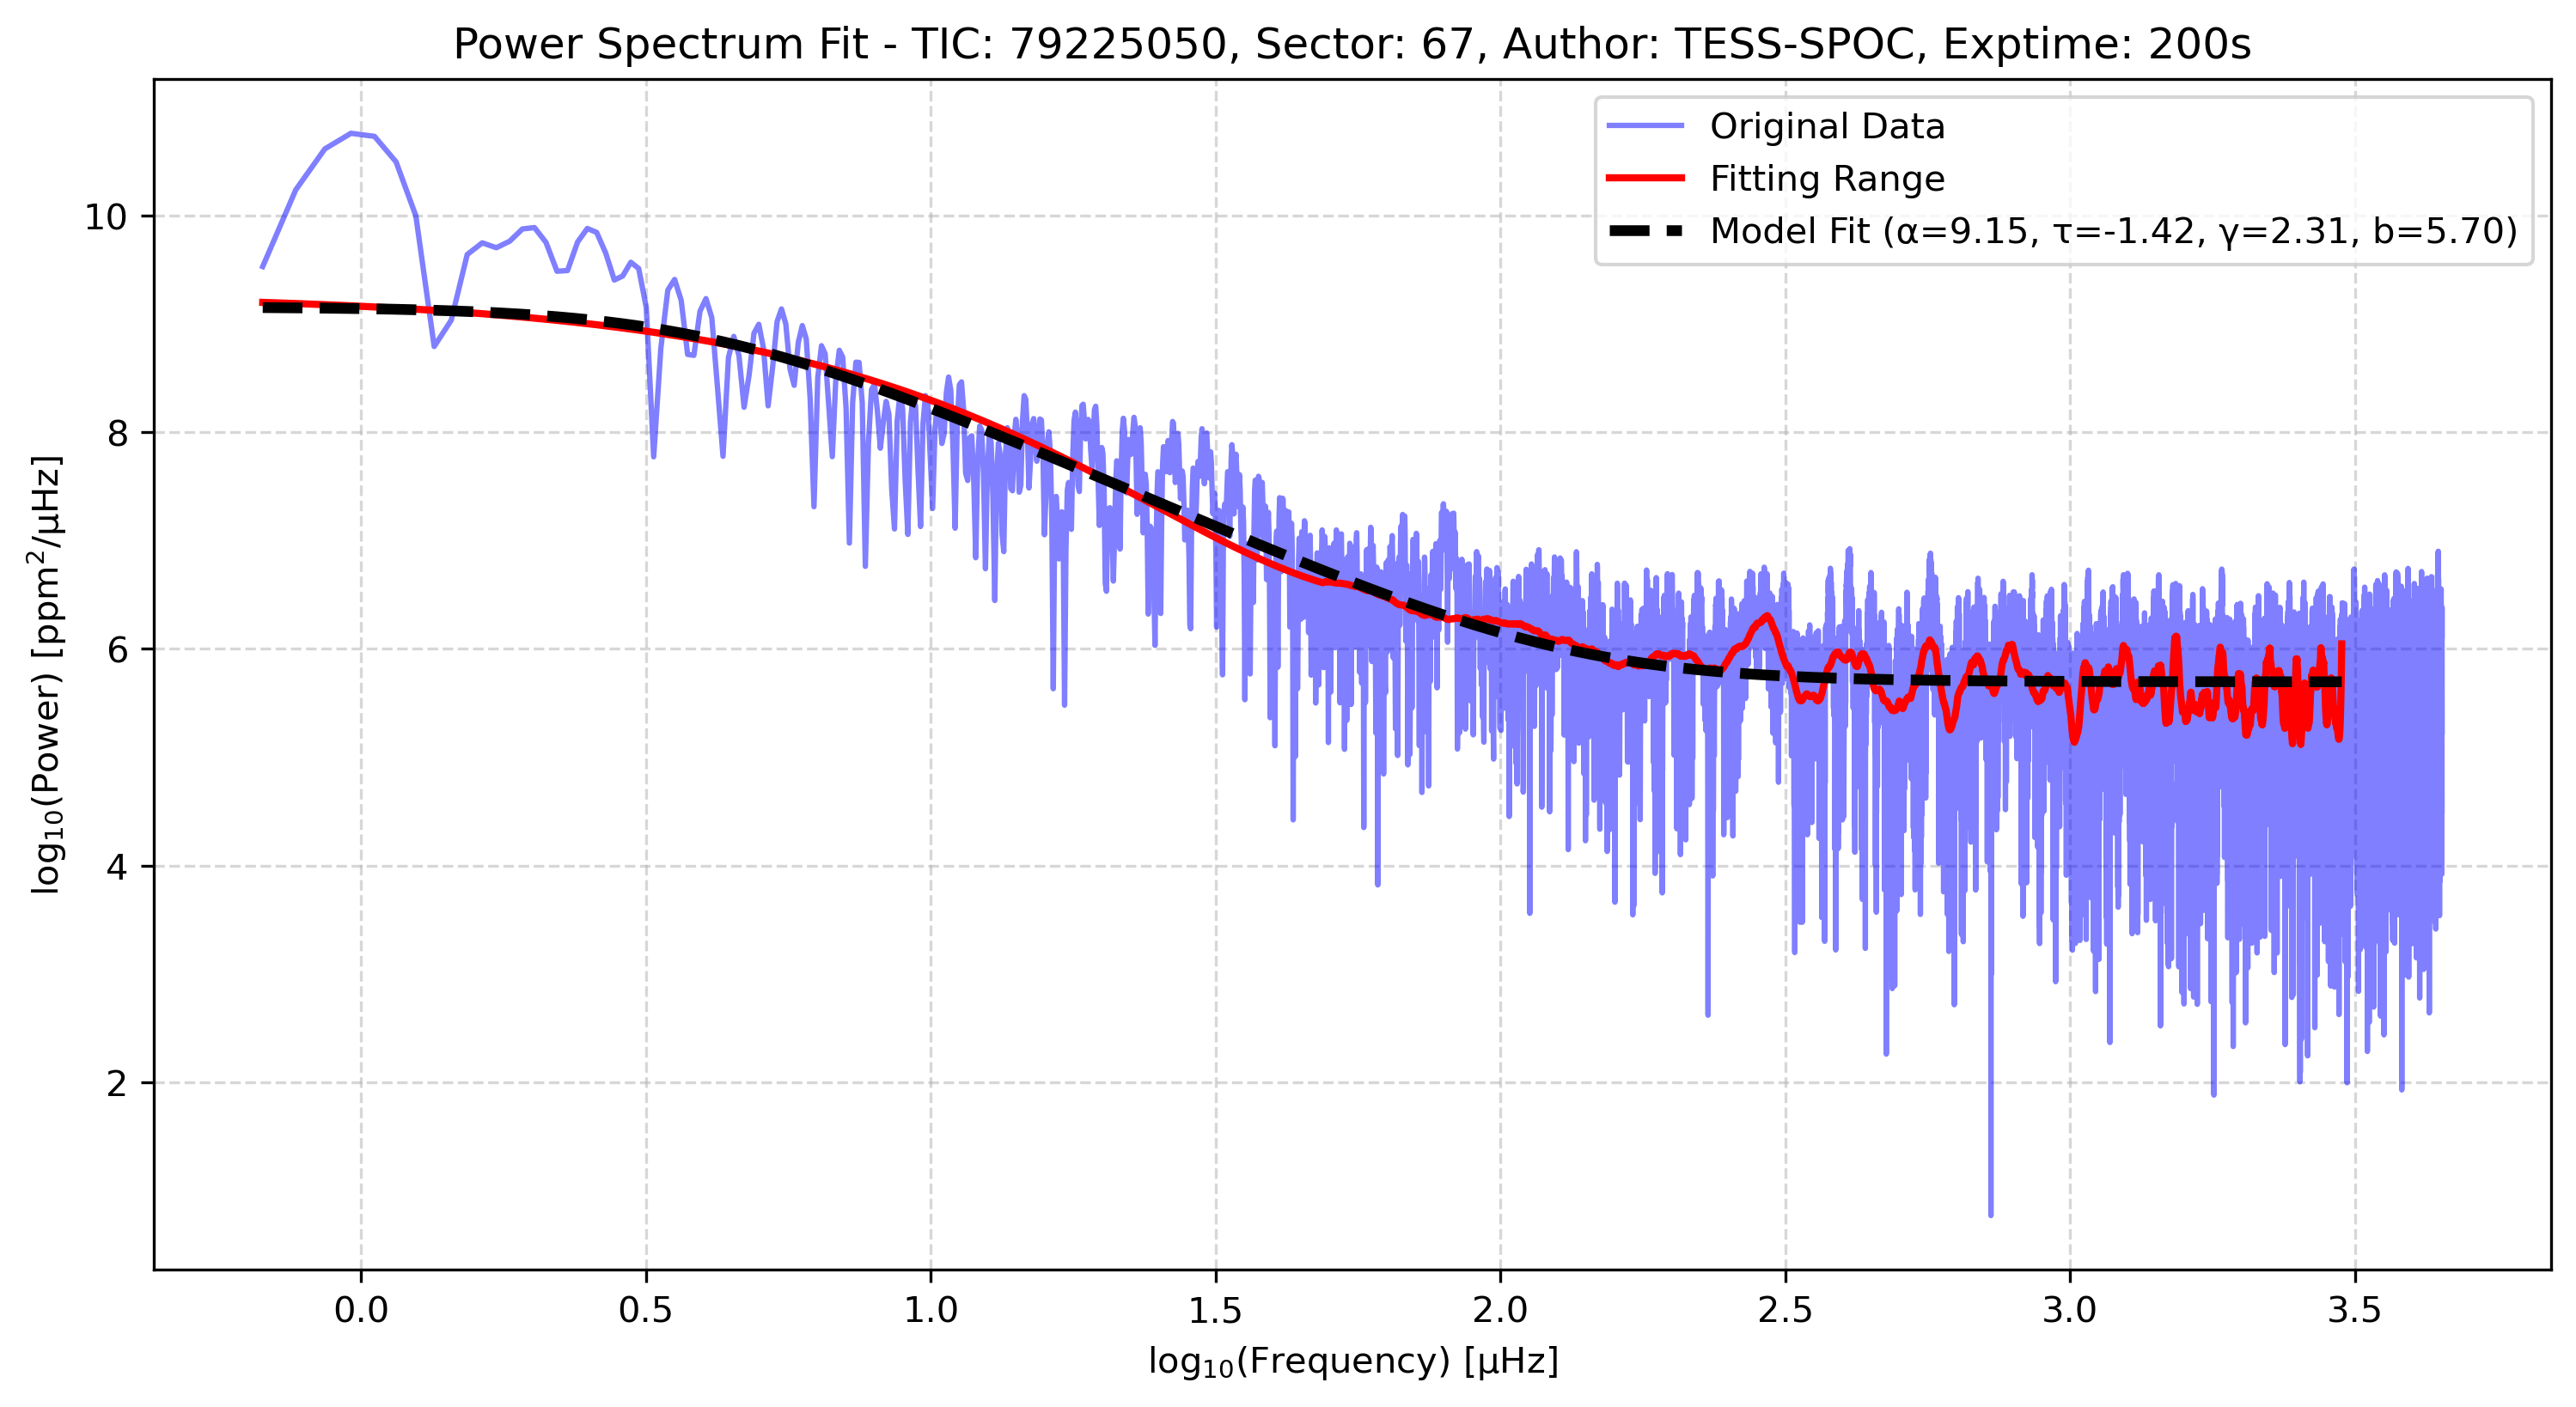 Power Spectrum Fit - TIC: 79225050, Sector: 67, Author: TESS-SPOC, Exptime: 200s
Original Data
Fitting Range
Model Fit (α=9.15, τ=-1.42, γ=2.31, b=5.70)
log₁₀(Power) [ppm²/μHz]
10
8
6
4
2
0.0 0.5 1.0 1.5 2.0 2.5 3.0 3.5
log₁₀(Frequency) [μHz]